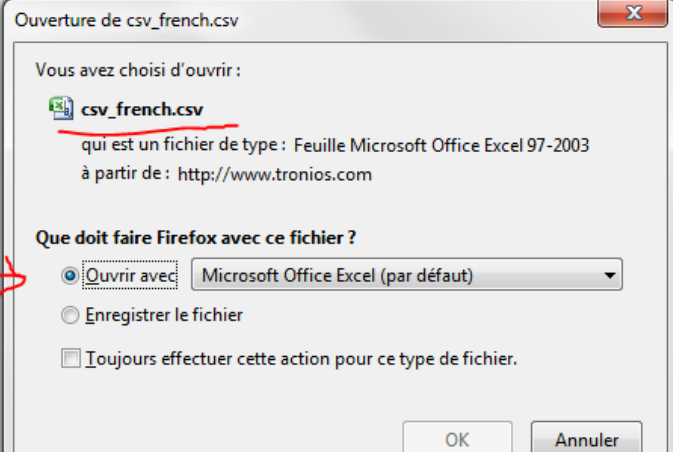 Ouverture de csv_french.csv
Vous avez choisi d'ouvrir :
csv_french.csv
qui est un fichier de type : Feuille Microsoft Office Excel 97-2003
à partir de : http://www.tronios.com
Que doit faire Firefox avec ce fichier ?
Ouvrir avec Microsoft Office Excel (par défaut)
Enregistrer le fichier
Toujours effectuer cette action pour ce type de fichier.
OK Annuler